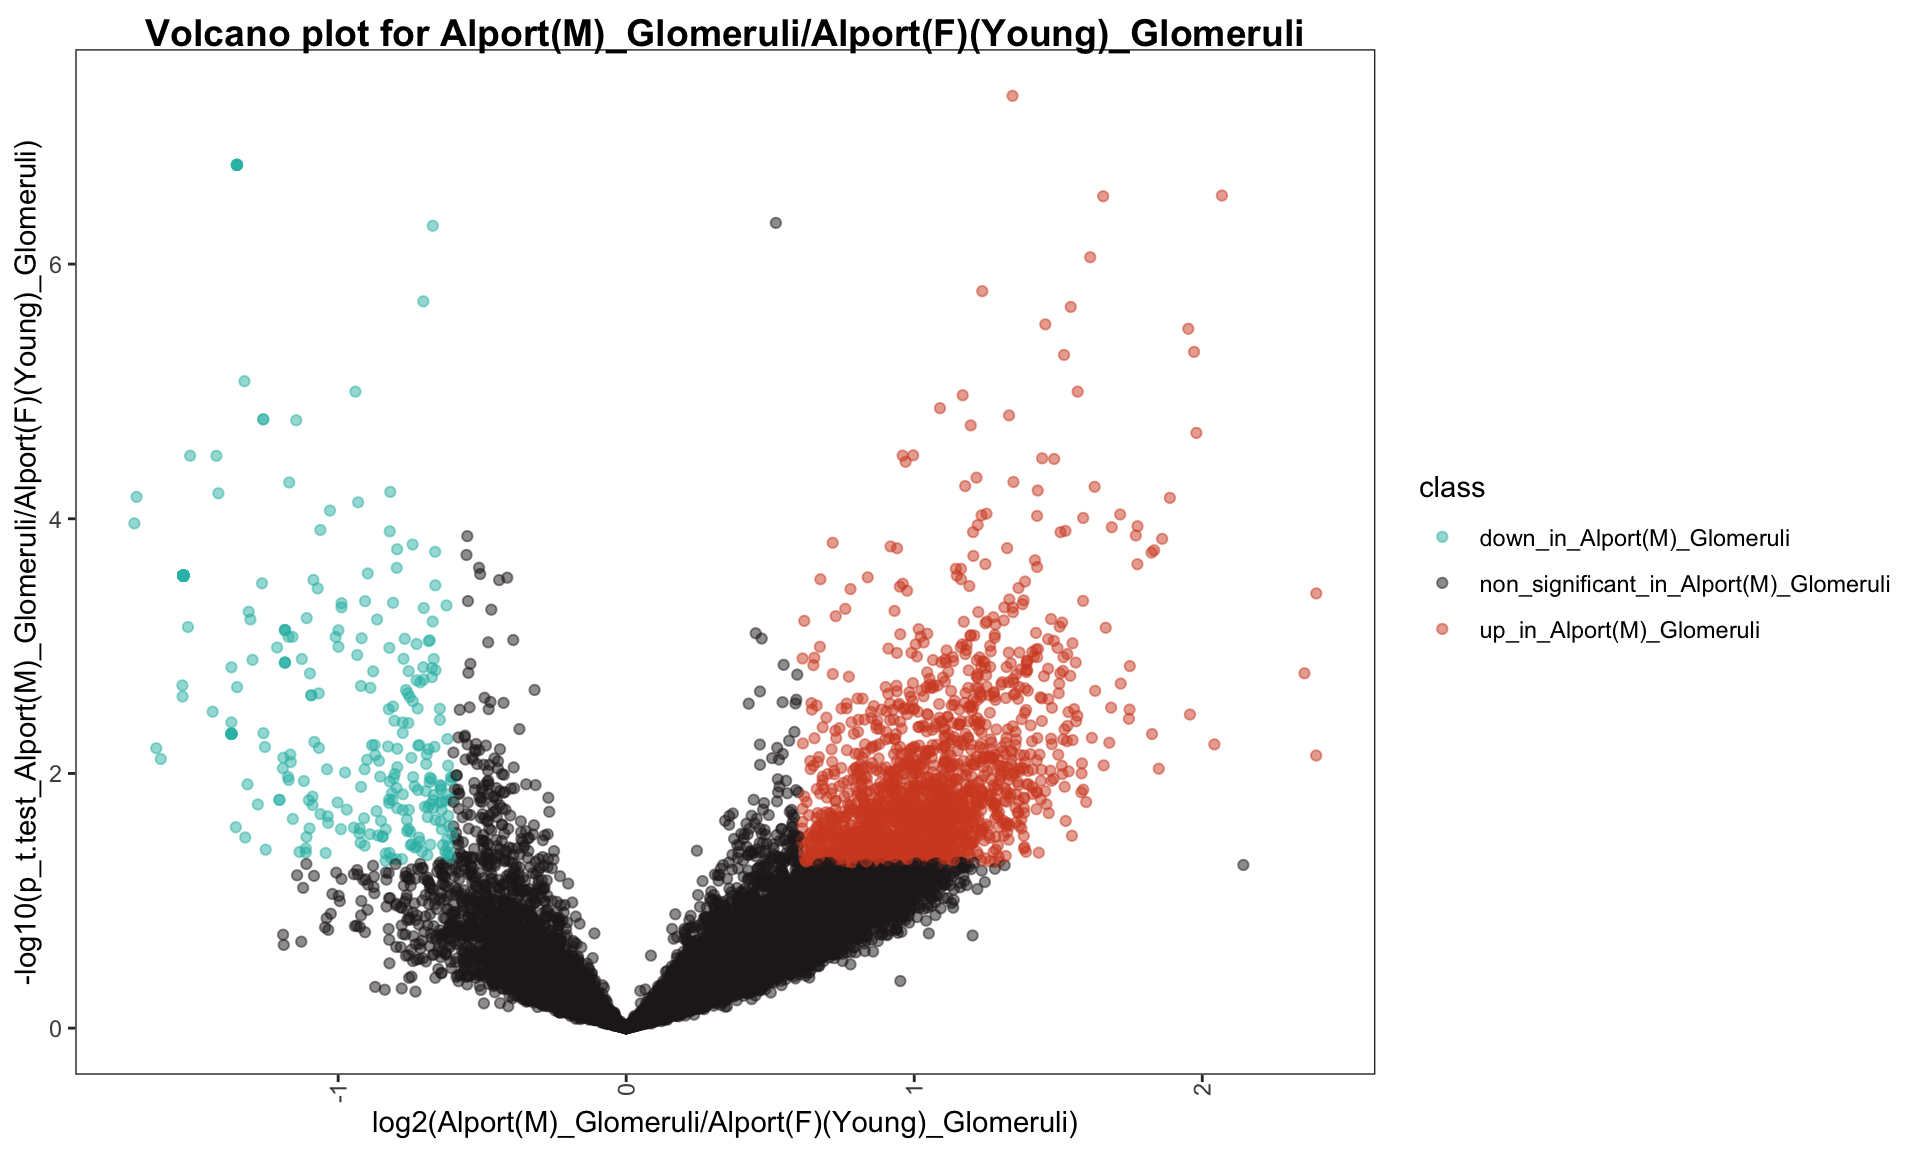 Volcano plot for Alport(M)_Glomeruli/Alport(F)(Young)_Glomeruli
-log10(p_t.test_Alport(M)_Glomeruli/Alport(F)(Young)_Glomeruli)
6
4
2
0
-1
0
1
2
log2(Alport(M)_Glomeruli/Alport(F)(Young)_Glomeruli)
class
down_in_Alport(M)_Glomeruli
non_significant_in_Alport(M)_Glomeruli
up_in_Alport(M)_Glomeruli